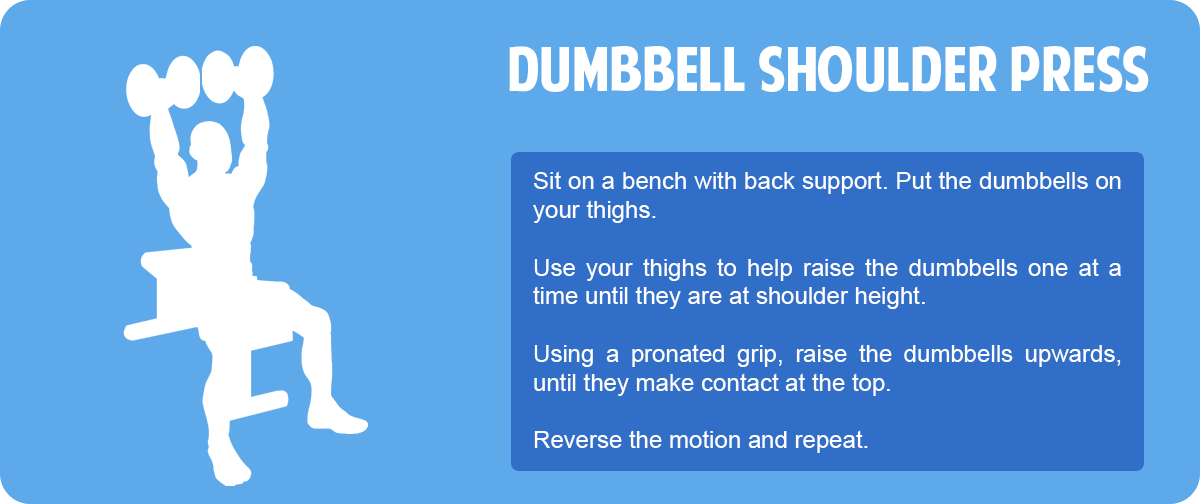 DUMBBELL SHOULDER PRESS
Sit on a bench with back support. Put the dumbbells on
your thighs.
Use your thighs to help raise the dumbbells one at a
time until they are at shoulder height.
Using a pronated grip, raise the dumbbells upwards,
until they make contact at the top.
Reverse the motion and repeat.